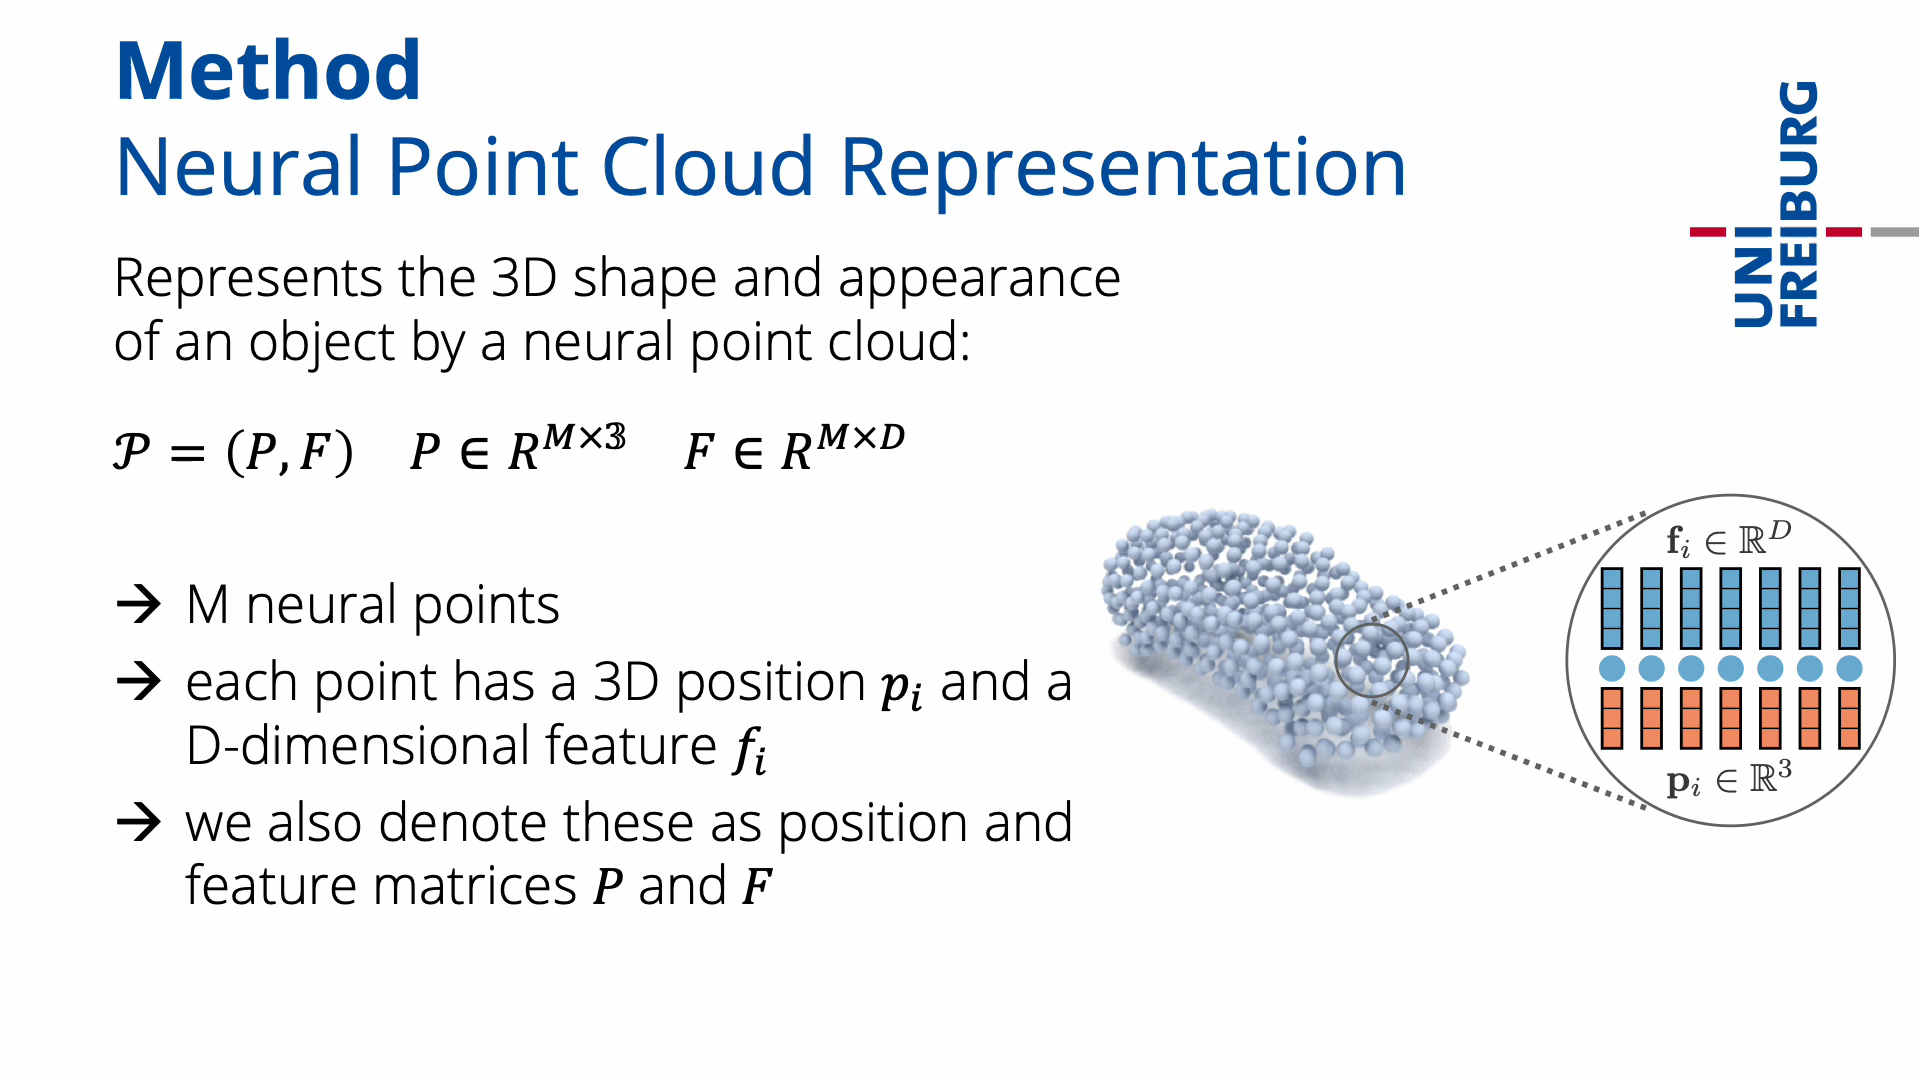 Method
Neural Point Cloud Representation
UNI
FREIBURG
Represents the 3D shape and appearance
of an object by a neural point cloud:
𝒫 = (P, F)    P ∈ R^{M×3}    F ∈ R^{M×D}
→ M neural points
→ each point has a 3D position p_i and a
D-dimensional feature f_i
→ we also denote these as position and
feature matrices P and F
f_i ∈ ℝ^D
p_i ∈ ℝ^3